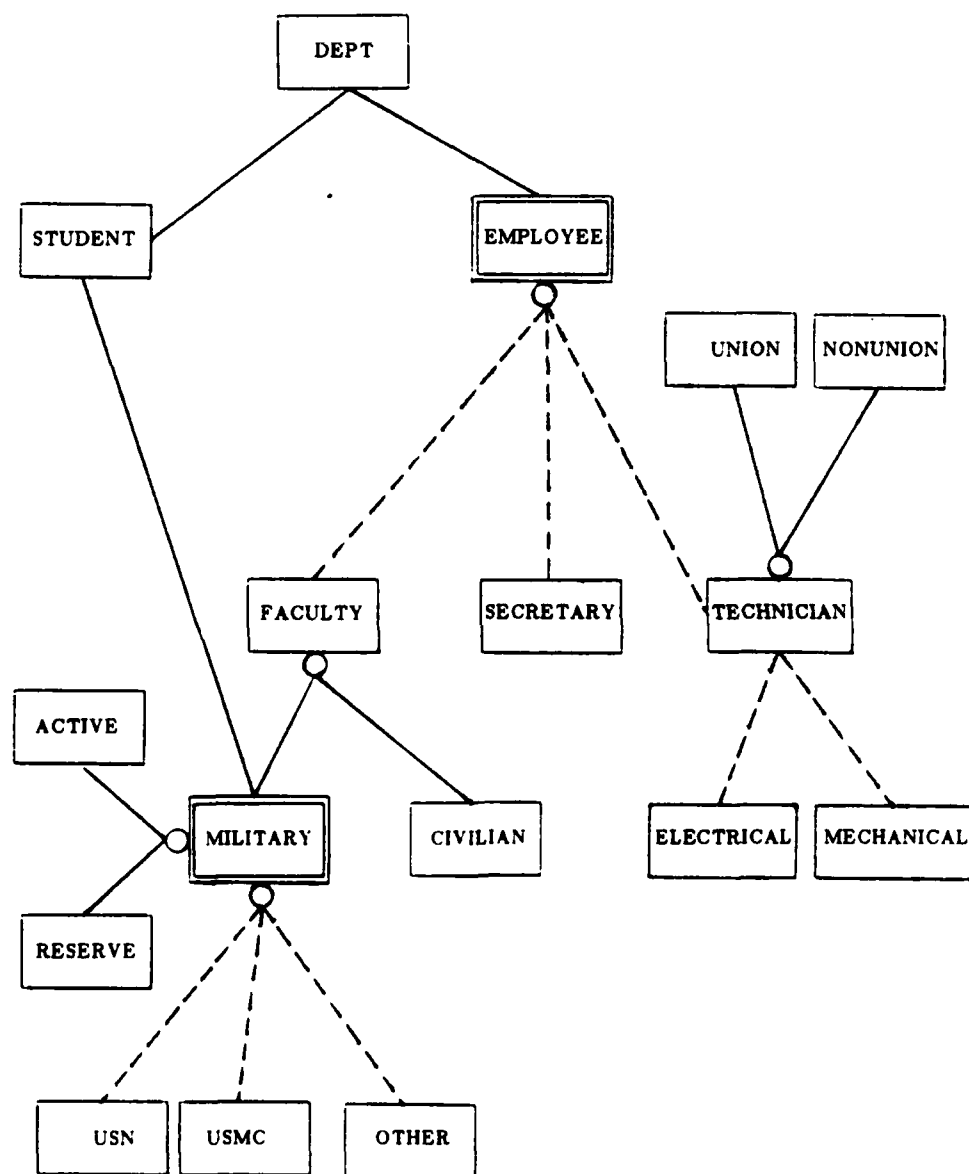 DEPT
STUDENT
EMPLOYEE
UNION
NONUNION
FACULTY
SECRETARY
TECHNICIAN
ACTIVE
MILITARY
CIVILIAN
ELECTRICAL
MECHANICAL
RESERVE
USN
USMC
OTHER